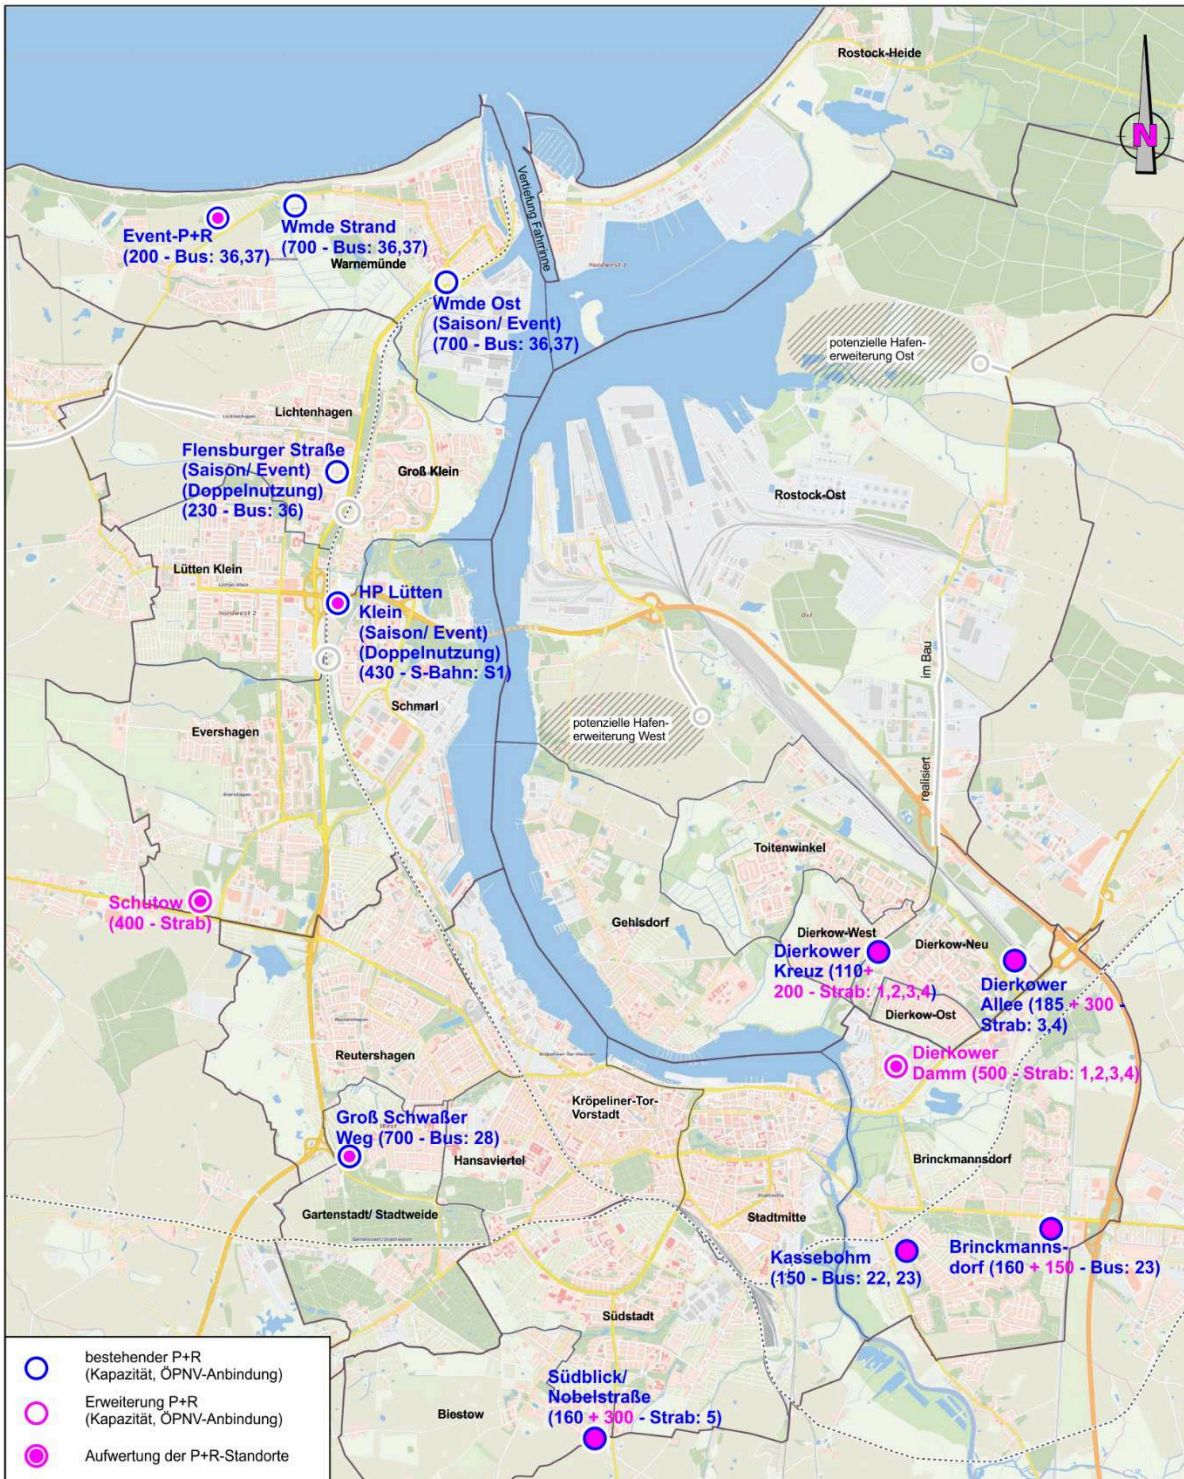 Rostock-Heide
N
Vertiefung Fahrrinne
Event-P+R
(200 - Bus: 36,37)
Wmde Strand
(700 - Bus: 36,37)
Warnemünde
Wmde Ost
(Saison/ Event)
(700 - Bus: 36,37)
potenzielle Hafen-
erweiterung Ost
Lichtenhagen
Flensburger Straße
(Saison/ Event)
(Doppelnutzung)
(230 - Bus: 36)
Groß Klein
Rostock-Ost
Lütten Klein
HP Lütten
Klein
(Saison/ Event)
(Doppelnutzung)
(430 - S-Bahn: S1)
Schmarl
Evershagen
potenzielle Hafen-
erweiterung West
im Bau
realisiert
Toitenwinkel
Schutow
(400 - Strab)
Gehlsdorf
Dierkow-West
Dierkow-Neu
Dierkower
Kreuz (110+
200 - Strab: 1,2,3,4)
Dierkower
Allee (185 + 300 -
Strab: 3,4)
Dierkow-Ost
Dierkower
Damm (500 - Strab: 1,2,3,4)
Reutershagen
Kröpeliner-Tor-
Vorstadt
Groß Schwaßer
Weg (700 - Bus: 28)
Hansaviertel
Brinckmannsdorf
Gartenstadt/ Stadtweide
Stadtmitte
Kassebohm
(150 - Bus: 22, 23)
Brinckmanns-
dorf (160 + 150 - Bus: 23)
Südstadt
Südblick/
Nobelstraße
(160 + 300 - Strab: 5)
Biestow
bestehender P+R
(Kapazität, ÖPNV-Anbindung)
Erweiterung P+R
(Kapazität, ÖPNV-Anbindung)
Aufwertung der P+R-Standorte